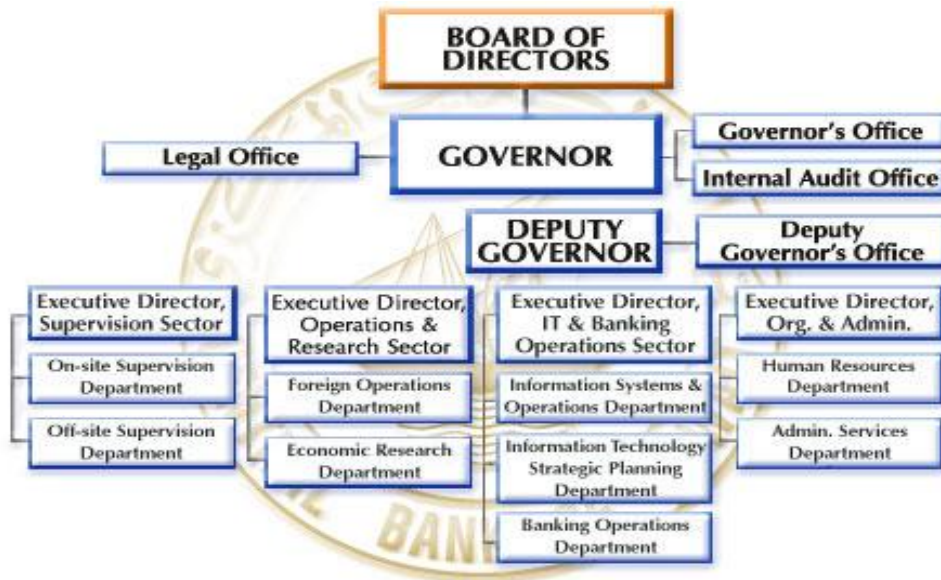 BOARD OF
DIRECTORS
GOVERNOR
Legal Office
Governor's Office
Internal Audit Office
DEPUTY
GOVERNOR
Deputy
Governor's Office
Executive Director,
Supervision Sector
On-site Supervision
Department
Off-site Supervision
Department
Executive Director,
Operations &
Research Sector
Foreign Operations
Department
Economic Research
Department
Executive Director,
IT & Banking
Operations Sector
Information Systems &
Operations Department
Information Technology
Strategic Planning
Department
Banking Operations
Department
Executive Director,
Org. & Admin.
Human Resources
Department
Admin. Services
Department
BANK